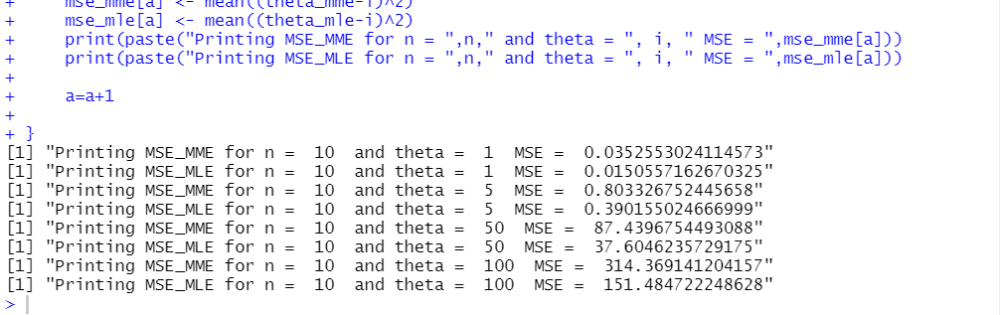 +     mse_mme[a] <- mean((theta_mme-i)^2)
+     mse_mle[a] <- mean((theta_mle-i)^2)
+     print(paste("Printing MSE_MME for n = ",n," and theta = ", i, " MSE = ",mse_mme[a]))
+     print(paste("Printing MSE_MLE for n = ",n," and theta = ", i, " MSE = ",mse_mle[a]))
+
+     a=a+1
+
+ }
[1] "Printing MSE_MME for n =  10  and theta =  1  MSE =  0.0352553024114573"
[1] "Printing MSE_MLE for n =  10  and theta =  1  MSE =  0.0150557162670325"
[1] "Printing MSE_MME for n =  10  and theta =  5  MSE =  0.803326752445658"
[1] "Printing MSE_MLE for n =  10  and theta =  5  MSE =  0.390155024666999"
[1] "Printing MSE_MME for n =  10  and theta =  50  MSE =  87.4396754493088"
[1] "Printing MSE_MLE for n =  10  and theta =  50  MSE =  37.6046235729175"
[1] "Printing MSE_MME for n =  10  and theta =  100  MSE =  314.369141204157"
[1] "Printing MSE_MLE for n =  10  and theta =  100  MSE =  151.484722248628"
>